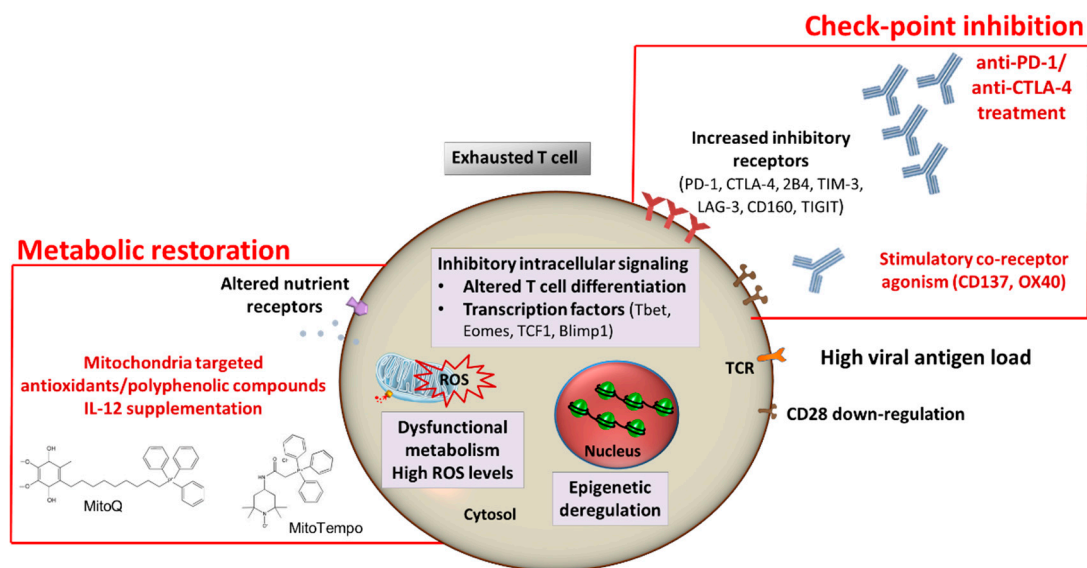 Check-point inhibition
anti-PD-1/
anti-CTLA-4
treatment
Increased inhibitory
receptors
(PD-1, CTLA-4, 2B4, TIM-3,
LAG-3, CD160, TIGIT)
Stimulatory co-receptor
agonism (CD137, OX40)
Exhausted T cell
Metabolic restoration
Altered nutrient
receptors
Mitochondria targeted
antioxidants/polyphenolic compounds
IL-12 supplementation
MitoQ
MitoTempo
Inhibitory intracellular signaling
• Altered T cell differentiation
• Transcription factors (Tbet,
Eomes, TCF1, Blimp1)
ROS
Dysfunctional
metabolism
High ROS levels
Nucleus
Epigenetic
deregulation
Cytosol
TCR
High viral antigen load
CD28 down-regulation